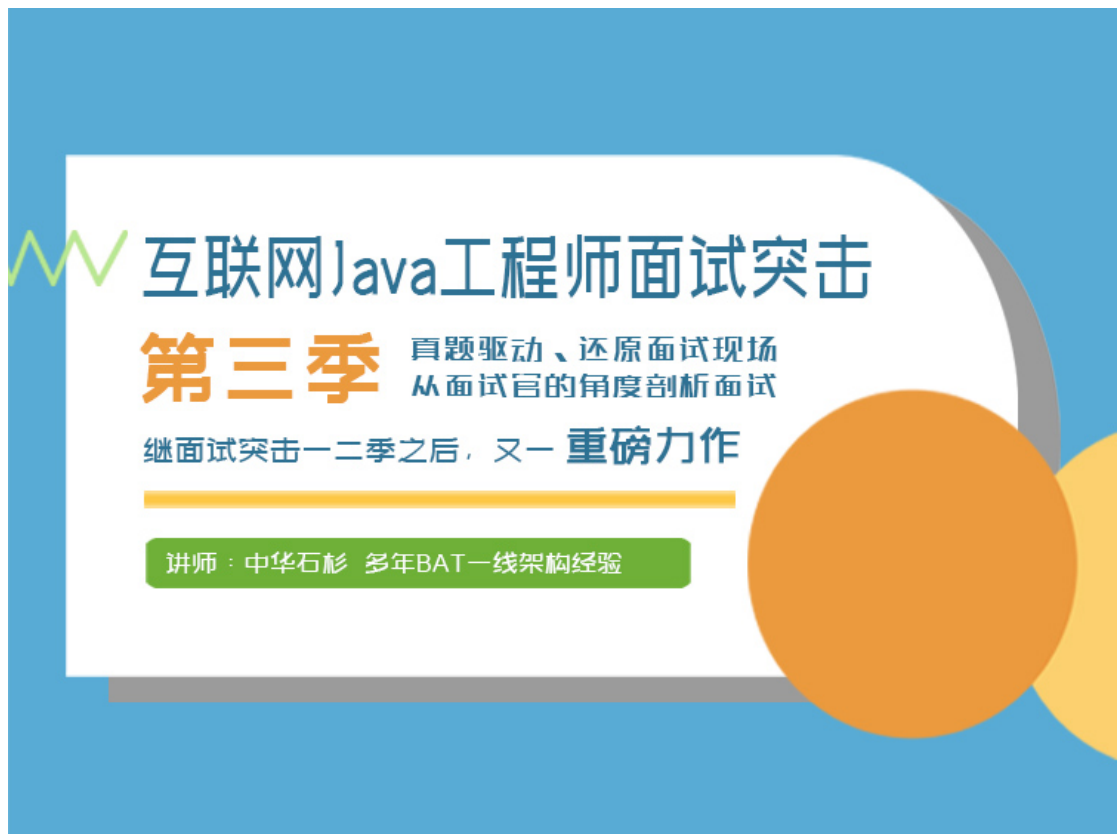 互联网Java工程师面试突击
第三季
真题驱动、还原面试现场
从面试官的角度剖析面试
继面试突击一二季之后，又一 重磅力作
讲师：中华石杉 多年BAT一线架构经验